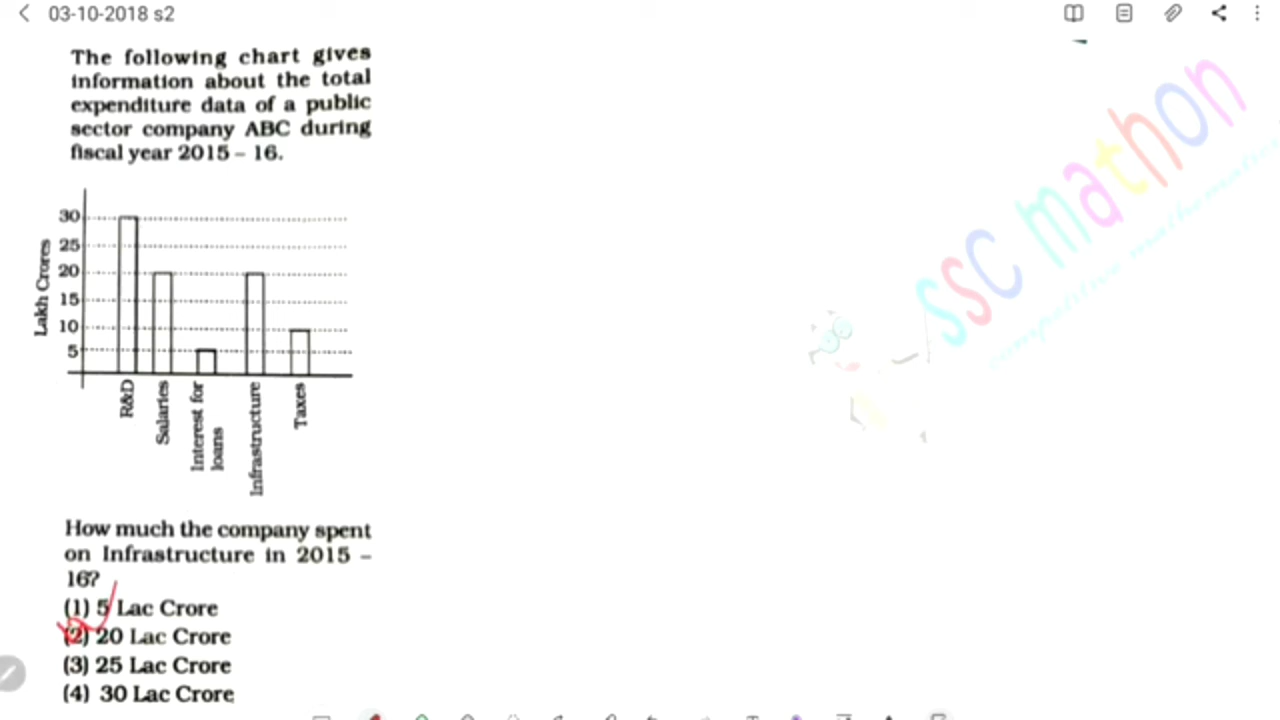 03-10-2018 s2
The following chart gives
information about the total
expenditure data of a public
sector company ABC during
fiscal year 2015 – 16.
Lakh Crores
30
25
20
15
10
5
R&D
Salaries
Interest for
loans
Infrastructure
Taxes
How much the company spent
on Infrastructure in 2015 –
16?
(1) 5 Lac Crore
(2) 20 Lac Crore
(3) 25 Lac Crore
(4) 30 Lac Crore
ssc mathon
competitive mathematics